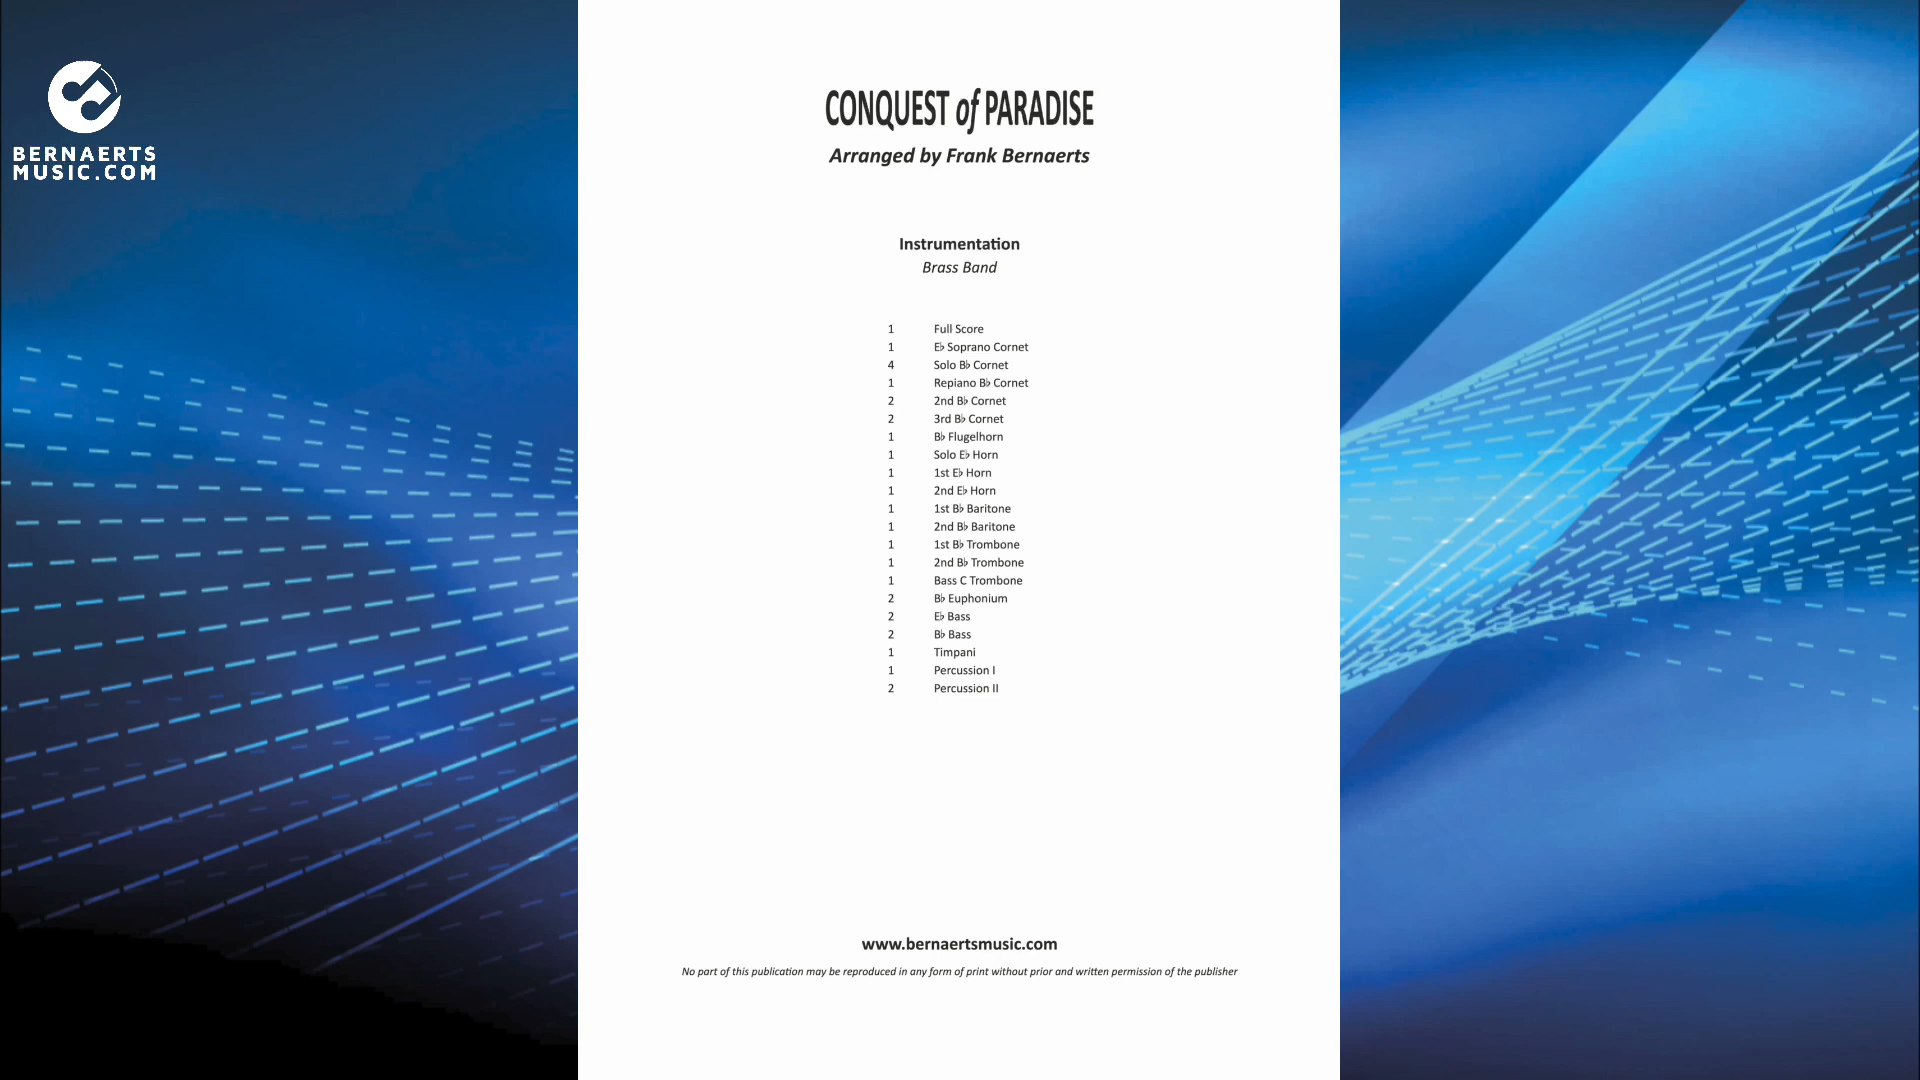 BERNAERTS
MUSIC.COM
CONQUEST of PARADISE
Arranged by Frank Bernaerts
Instrumentation
Brass Band
1 Full Score
1 E♭ Soprano Cornet
4 Solo B♭ Cornet
1 Repiano B♭ Cornet
2 2nd B♭ Cornet
2 3rd B♭ Cornet
1 B♭ Flugelhorn
1 Solo E♭ Horn
1 1st E♭ Horn
1 2nd E♭ Horn
1 1st B♭ Baritone
1 2nd B♭ Baritone
1 1st B♭ Trombone
1 2nd B♭ Trombone
1 Bass C Trombone
2 B♭ Euphonium
2 E♭ Bass
2 B♭ Bass
1 Timpani
1 Percussion I
2 Percussion II
www.bernaertsmusic.com
No part of this publication may be reproduced in any form of print without prior and written permission of the publisher